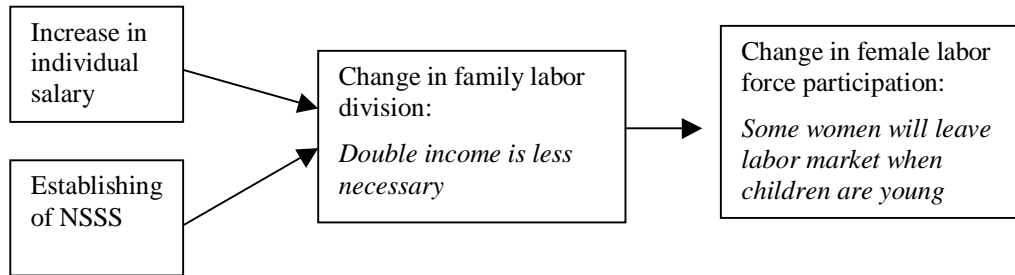 Increase in
individual
salary
Establishing
of NSSS
Change in family labor
division:
Double income is less
necessary
Change in female labor
force participation:
Some women will leave
labor market when
children are young